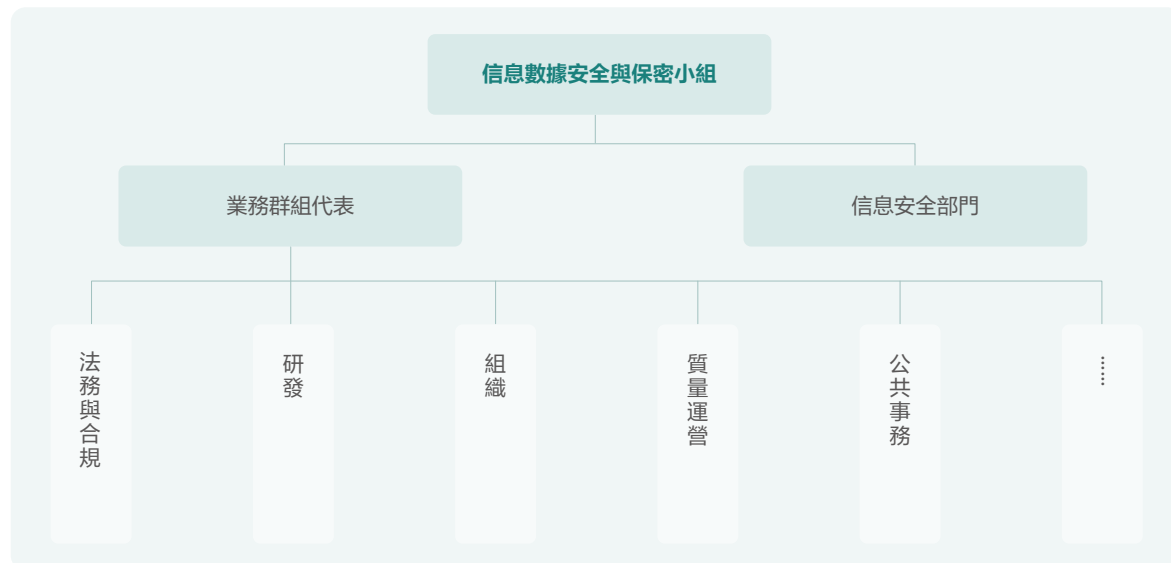 信息數據安全與保密小組
業務群組代表
信息安全部門
法務與合規
研發
組織
質量運營
公共事務
……